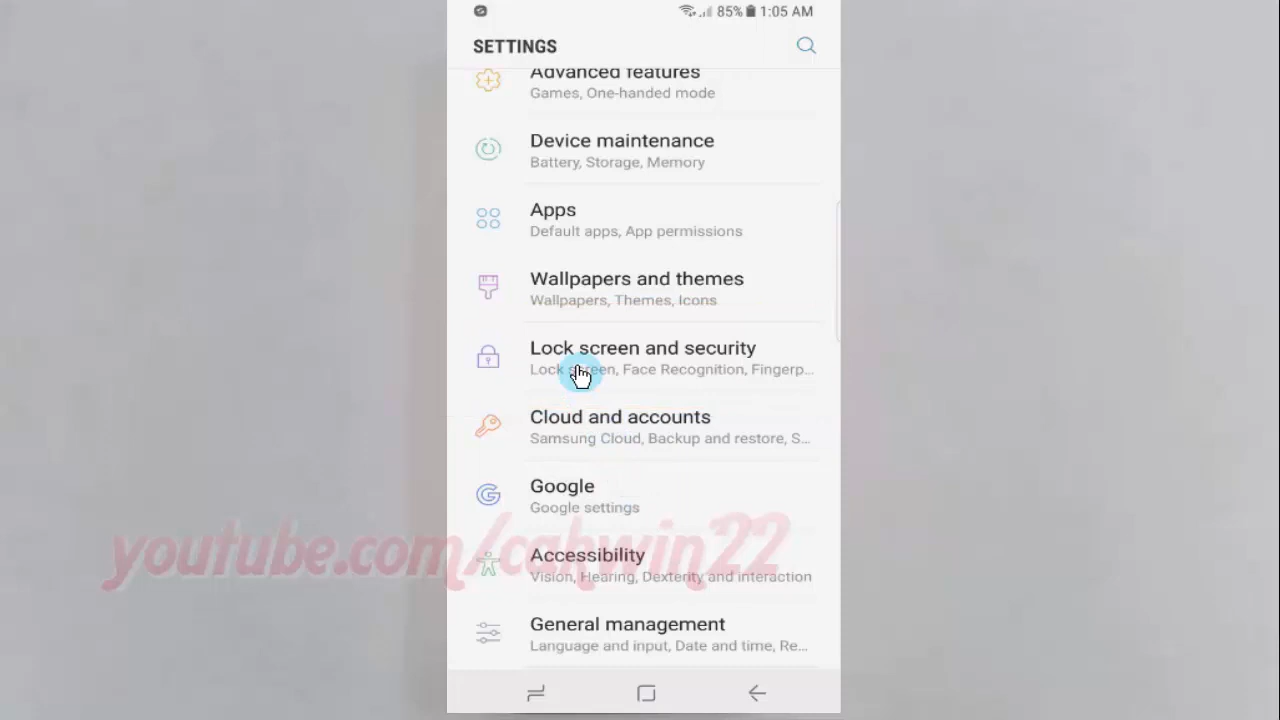 85% 1:05 AM
SETTINGS
Advanced features
Games, One-handed mode
Device maintenance
Battery, Storage, Memory
Apps
Default apps, App permissions
Wallpapers and themes
Wallpapers, Themes, Icons
Lock screen and security
Lock screen, Face Recognition, Fingerp...
Cloud and accounts
Samsung Cloud, Backup and restore, S...
Google
Google settings
youtube.com/cahwin22
Accessibility
Vision, Hearing, Dexterity and interaction
General management
Language and input, Date and time, Re...